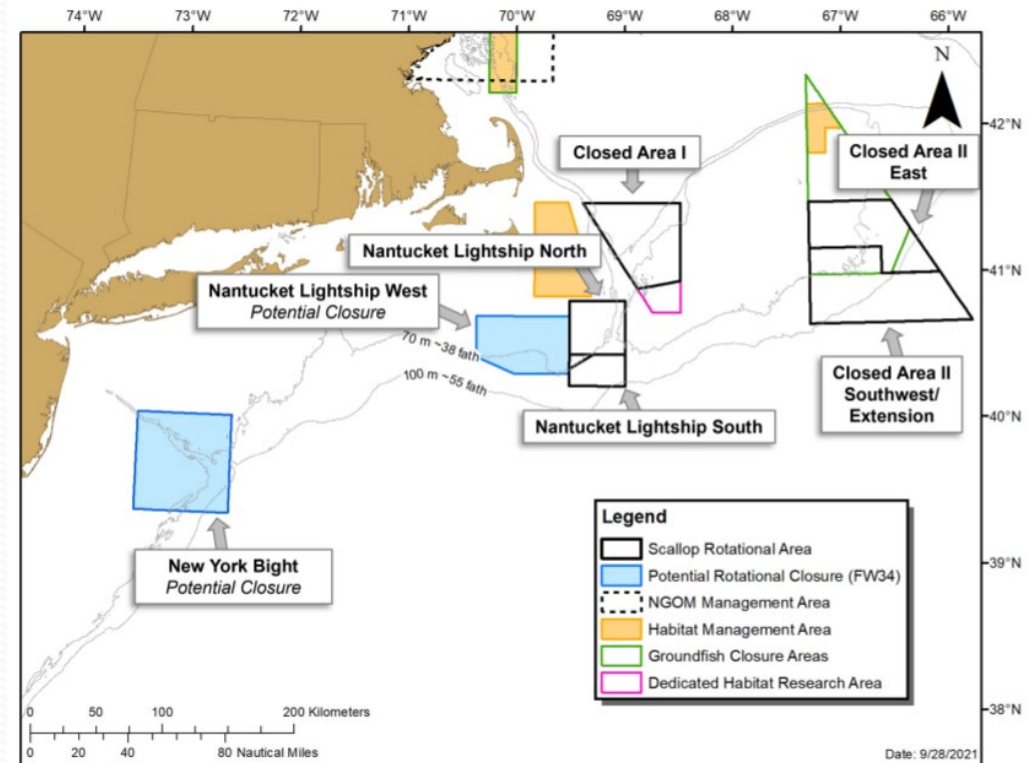 74°W 73°W 72°W 71°W 70°W 69°W 68°W 67°W 66°W
N
42°N
Closed Area I
Closed Area II
East
Nantucket Lightship North
41°N
Nantucket Lightship West
Potential Closure
70 m ~38 fath
100 m ~55 fath
Closed Area II
Southwest/
Extension
Nantucket Lightship South
40°N
New York Bight
Potential Closure
39°N
Legend
Scallop Rotational Area
Potential Rotational Closure (FW34)
NGOM Management Area
Habitat Management Area
Groundfish Closure Areas
Dedicated Habitat Research Area
38°N
0 50 100 200 Kilometers
0 20 40 80 Nautical Miles
Date: 9/28/2021